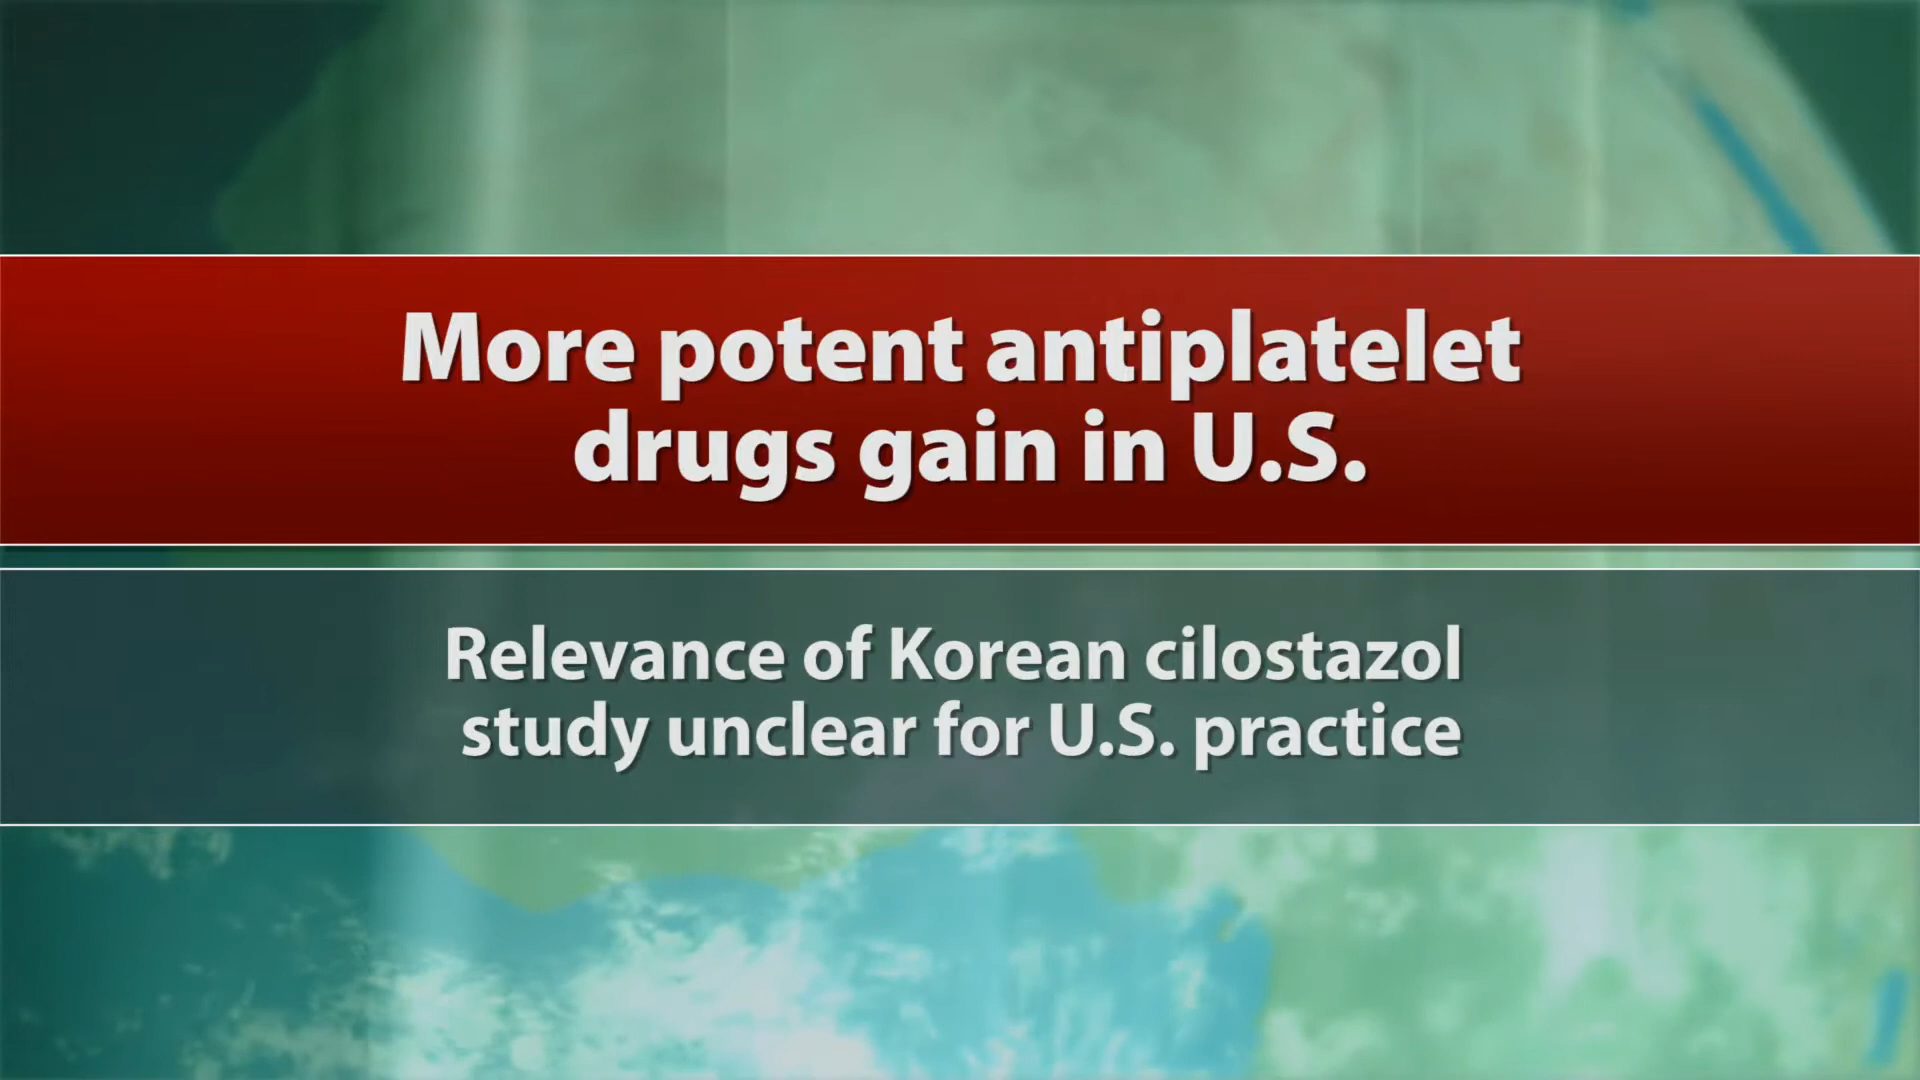 More potent antiplatelet
drugs gain in U.S.
Relevance of Korean cilostazol
study unclear for U.S. practice